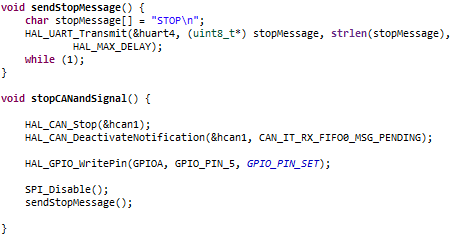 void sendStopMessage() {
    char stopMessage[] = "STOP\n";
    HAL_UART_Transmit(&huart4, (uint8_t*) stopMessage, strlen(stopMessage),
            HAL_MAX_DELAY);
    while (1);
}
void stopCANandSignal() {
    HAL_CAN_Stop(&hcan1);
    HAL_CAN_DeactivateNotification(&hcan1, CAN_IT_RX_FIFO0_MSG_PENDING);
    HAL_GPIO_WritePin(GPIOA, GPIO_PIN_5, GPIO_PIN_SET);
    SPI_Disable();
    sendStopMessage();
}